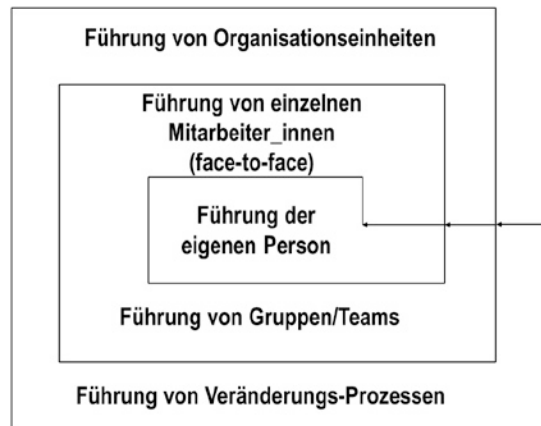 Führung von Organisationseinheiten
Führung von einzelnen
Mitarbeiter_innen
(face-to-face)
Führung der
eigenen Person
Führung von Gruppen/Teams
Führung von Veränderungs-Prozessen